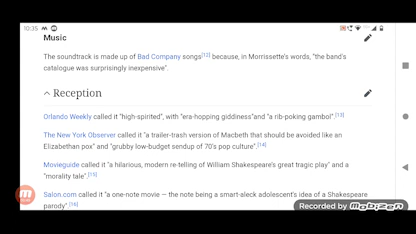 10:35
Music
The soundtrack is made up of Bad Company songs[12] because, in Morrissette's words, "the band's
catalogue was surprisingly inexpensive".
Reception
Orlando Weekly called it "high-spirited", with "era-hopping giddiness"and "a rib-poking gambol".[13]
The New York Observer called it "a trailer-trash version of Macbeth that should be avoided like an
Elizabethan pox" and "grubby low-budget sendup of 70's pop culture".[14]
Movieguide called it "a hilarious, modern re-telling of William Shakespeare's great tragic play" and a
"morality tale".[15]
Salon.com called it "a one-note movie — the note being a smart-aleck adolescent's idea of a Shakespeare
parody".[16]
Recorded by Mobizen